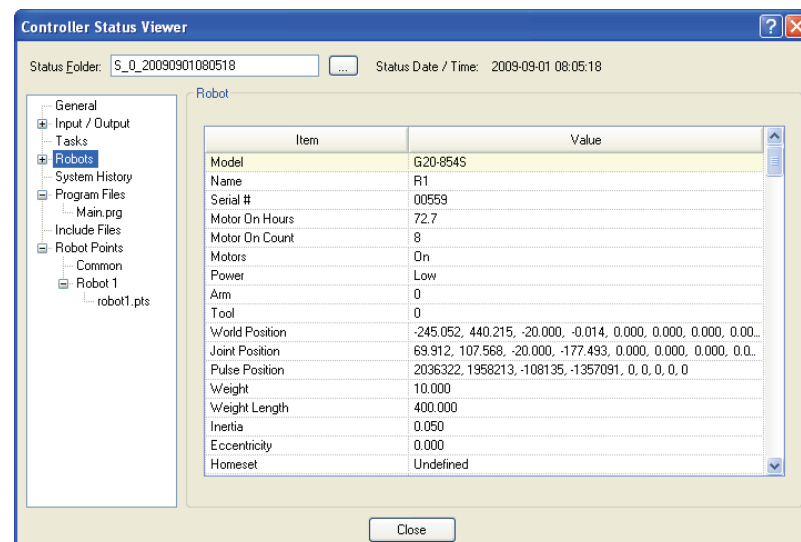 Controller Status Viewer
Status Folder: S_0_20090901080518 ... Status Date / Time: 2009-09-01 08:05:18
General
Input / Output
Tasks
Robots
System History
Program Files
Main.prg
Include Files
Robot Points
Common
Robot 1
robot1.pts
Robot
Item Value
Model G20-854S
Name R1
Serial # 00559
Motor On Hours 72.7
Motor On Count 8
Motors On
Power Low
Arm 0
Tool 0
World Position -245.052, 440.215, -20.000, -0.014, 0.000, 0.000, 0.000, 0.00...
Joint Position 69.912, 107.568, -20.000, -177.493, 0.000, 0.000, 0.000, 0.0...
Pulse Position 2036322, 1958213, -108135, -1357091, 0, 0, 0, 0, 0
Weight 10.000
Weight Length 400.000
Inertia 0.050
Eccentricity 0.000
Homeset Undefined
Close